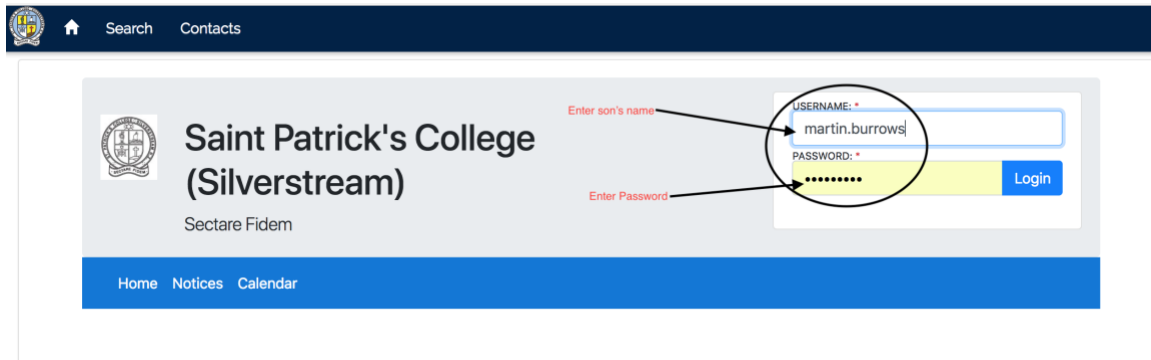 Search Contacts
Enter son's name
USERNAME: *
martin.burrows
Saint Patrick's College
(Silverstream)
PASSWORD: *
••••••••• Login
Enter Password
Sectare Fidem
Home Notices Calendar